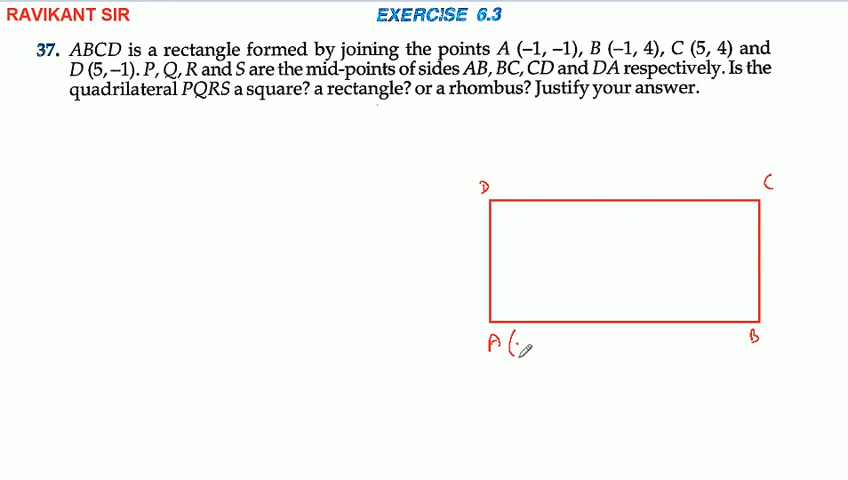 RAVIKANT SIR
EXERCISE 6.3
37. ABCD is a rectangle formed by joining the points A (–1, –1), B (–1, 4), C (5, 4) and
D (5, –1). P, Q, R and S are the mid-points of sides AB, BC, CD and DA respectively. Is the
quadrilateral PQRS a square? a rectangle? or a rhombus? Justify your answer.
D
C
A (
B